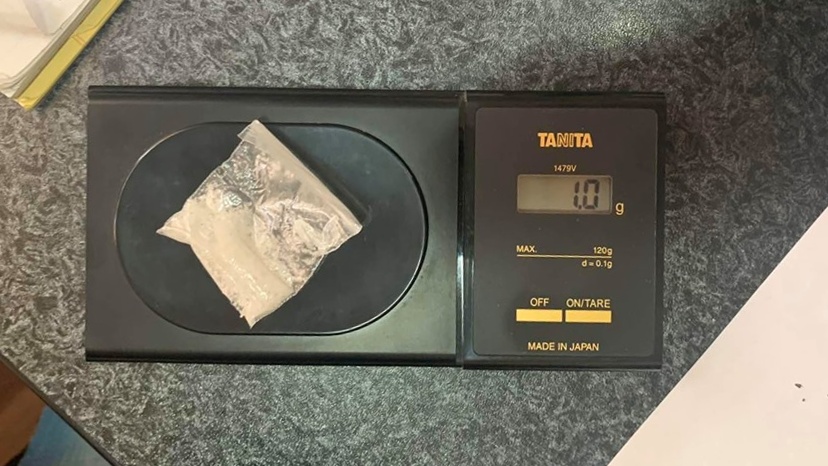 TANITA
1479V
1.0 g
MAX. 120g
d = 0.1g
OFF ON/TARE
MADE IN JAPAN